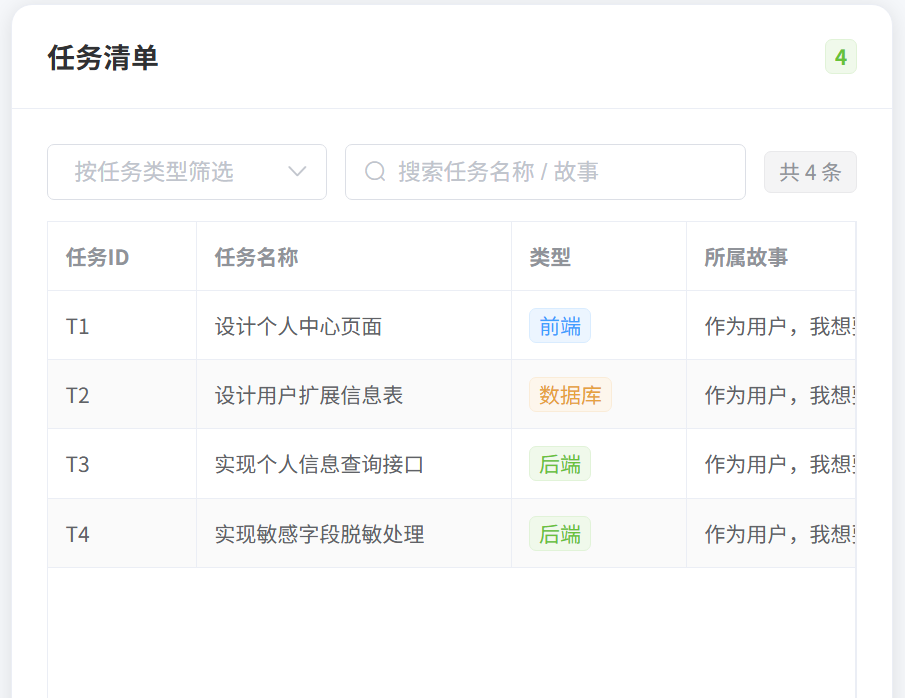 任务清单 4
按任务类型筛选 搜索任务名称 / 故事 共 4 条
任务ID 任务名称 类型 所属故事
T1 设计个人中心页面 前端 作为用户，我想
T2 设计用户扩展信息表 数据库 作为用户，我想
T3 实现个人信息查询接口 后端 作为用户，我想
T4 实现敏感字段脱敏处理 后端 作为用户，我想